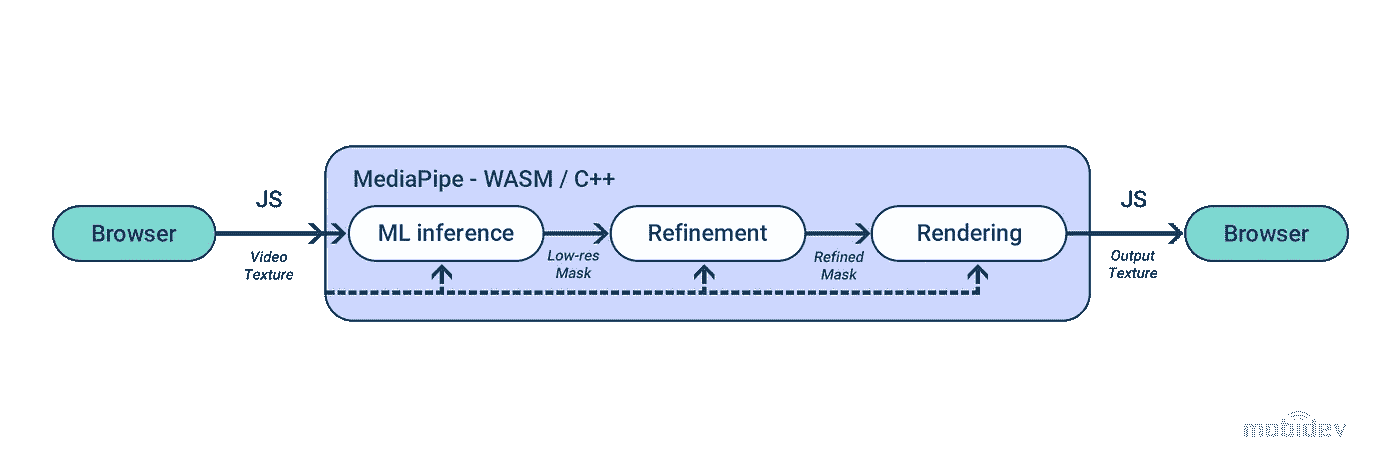 MediaPipe - WASM / C++
JS
JS
Browser
ML inference
Refinement
Rendering
Browser
Video
Texture
Low-res
Mask
Refined
Mask
Output
Texture
mobidev